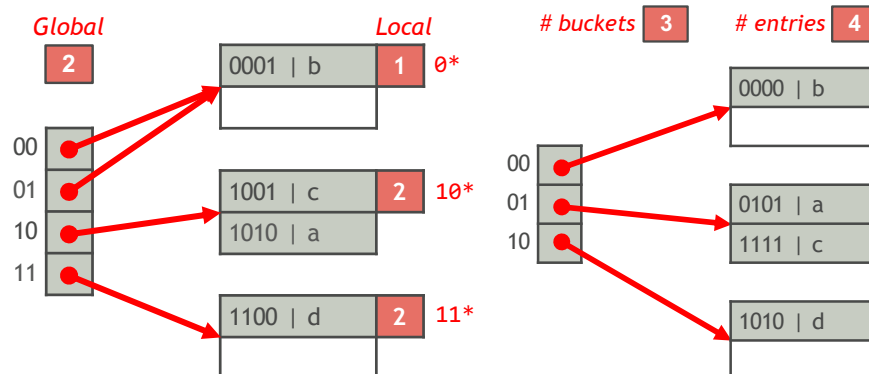 Global
Local
2
0001 | b
1
0*
00
01
10
11
1001 | c
2
10*
1010 | a
1100 | d
2
11*
# buckets 3
# entries 4
0000 | b
00
01
10
0101 | a
1111 | c
1010 | d